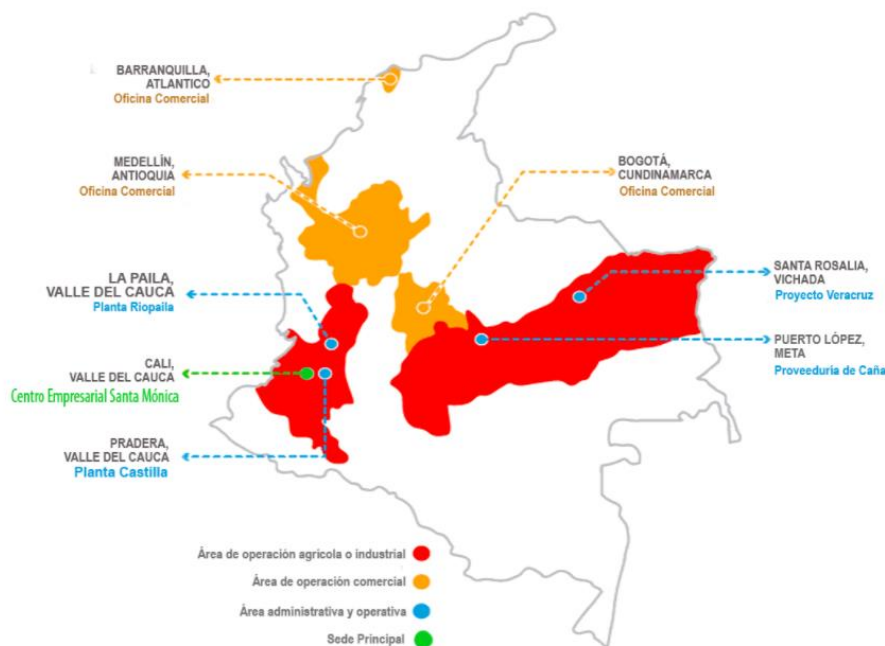 BARRANQUILLA,
ATLANTICO
Oficina Comercial
MEDELLÍN,
ANTIOQUIA
Oficina Comercial
BOGOTÁ,
CUNDINAMARCA
Oficina Comercial
LA PAILA,
VALLE DEL CAUCA
Planta Riopaila
SANTA ROSALIA,
VICHADA
Proyecto Veracruz
CALI,
VALLE DEL CAUCA
Centro Empresarial Santa Mónica
PUERTO LÓPEZ,
META
Proveeduría de Caña
PRADERA,
VALLE DEL CAUCA
Planta Castilla
Área de operación agrícola o industrial
Área de operación comercial
Área administrativa y operativa
Sede Principal